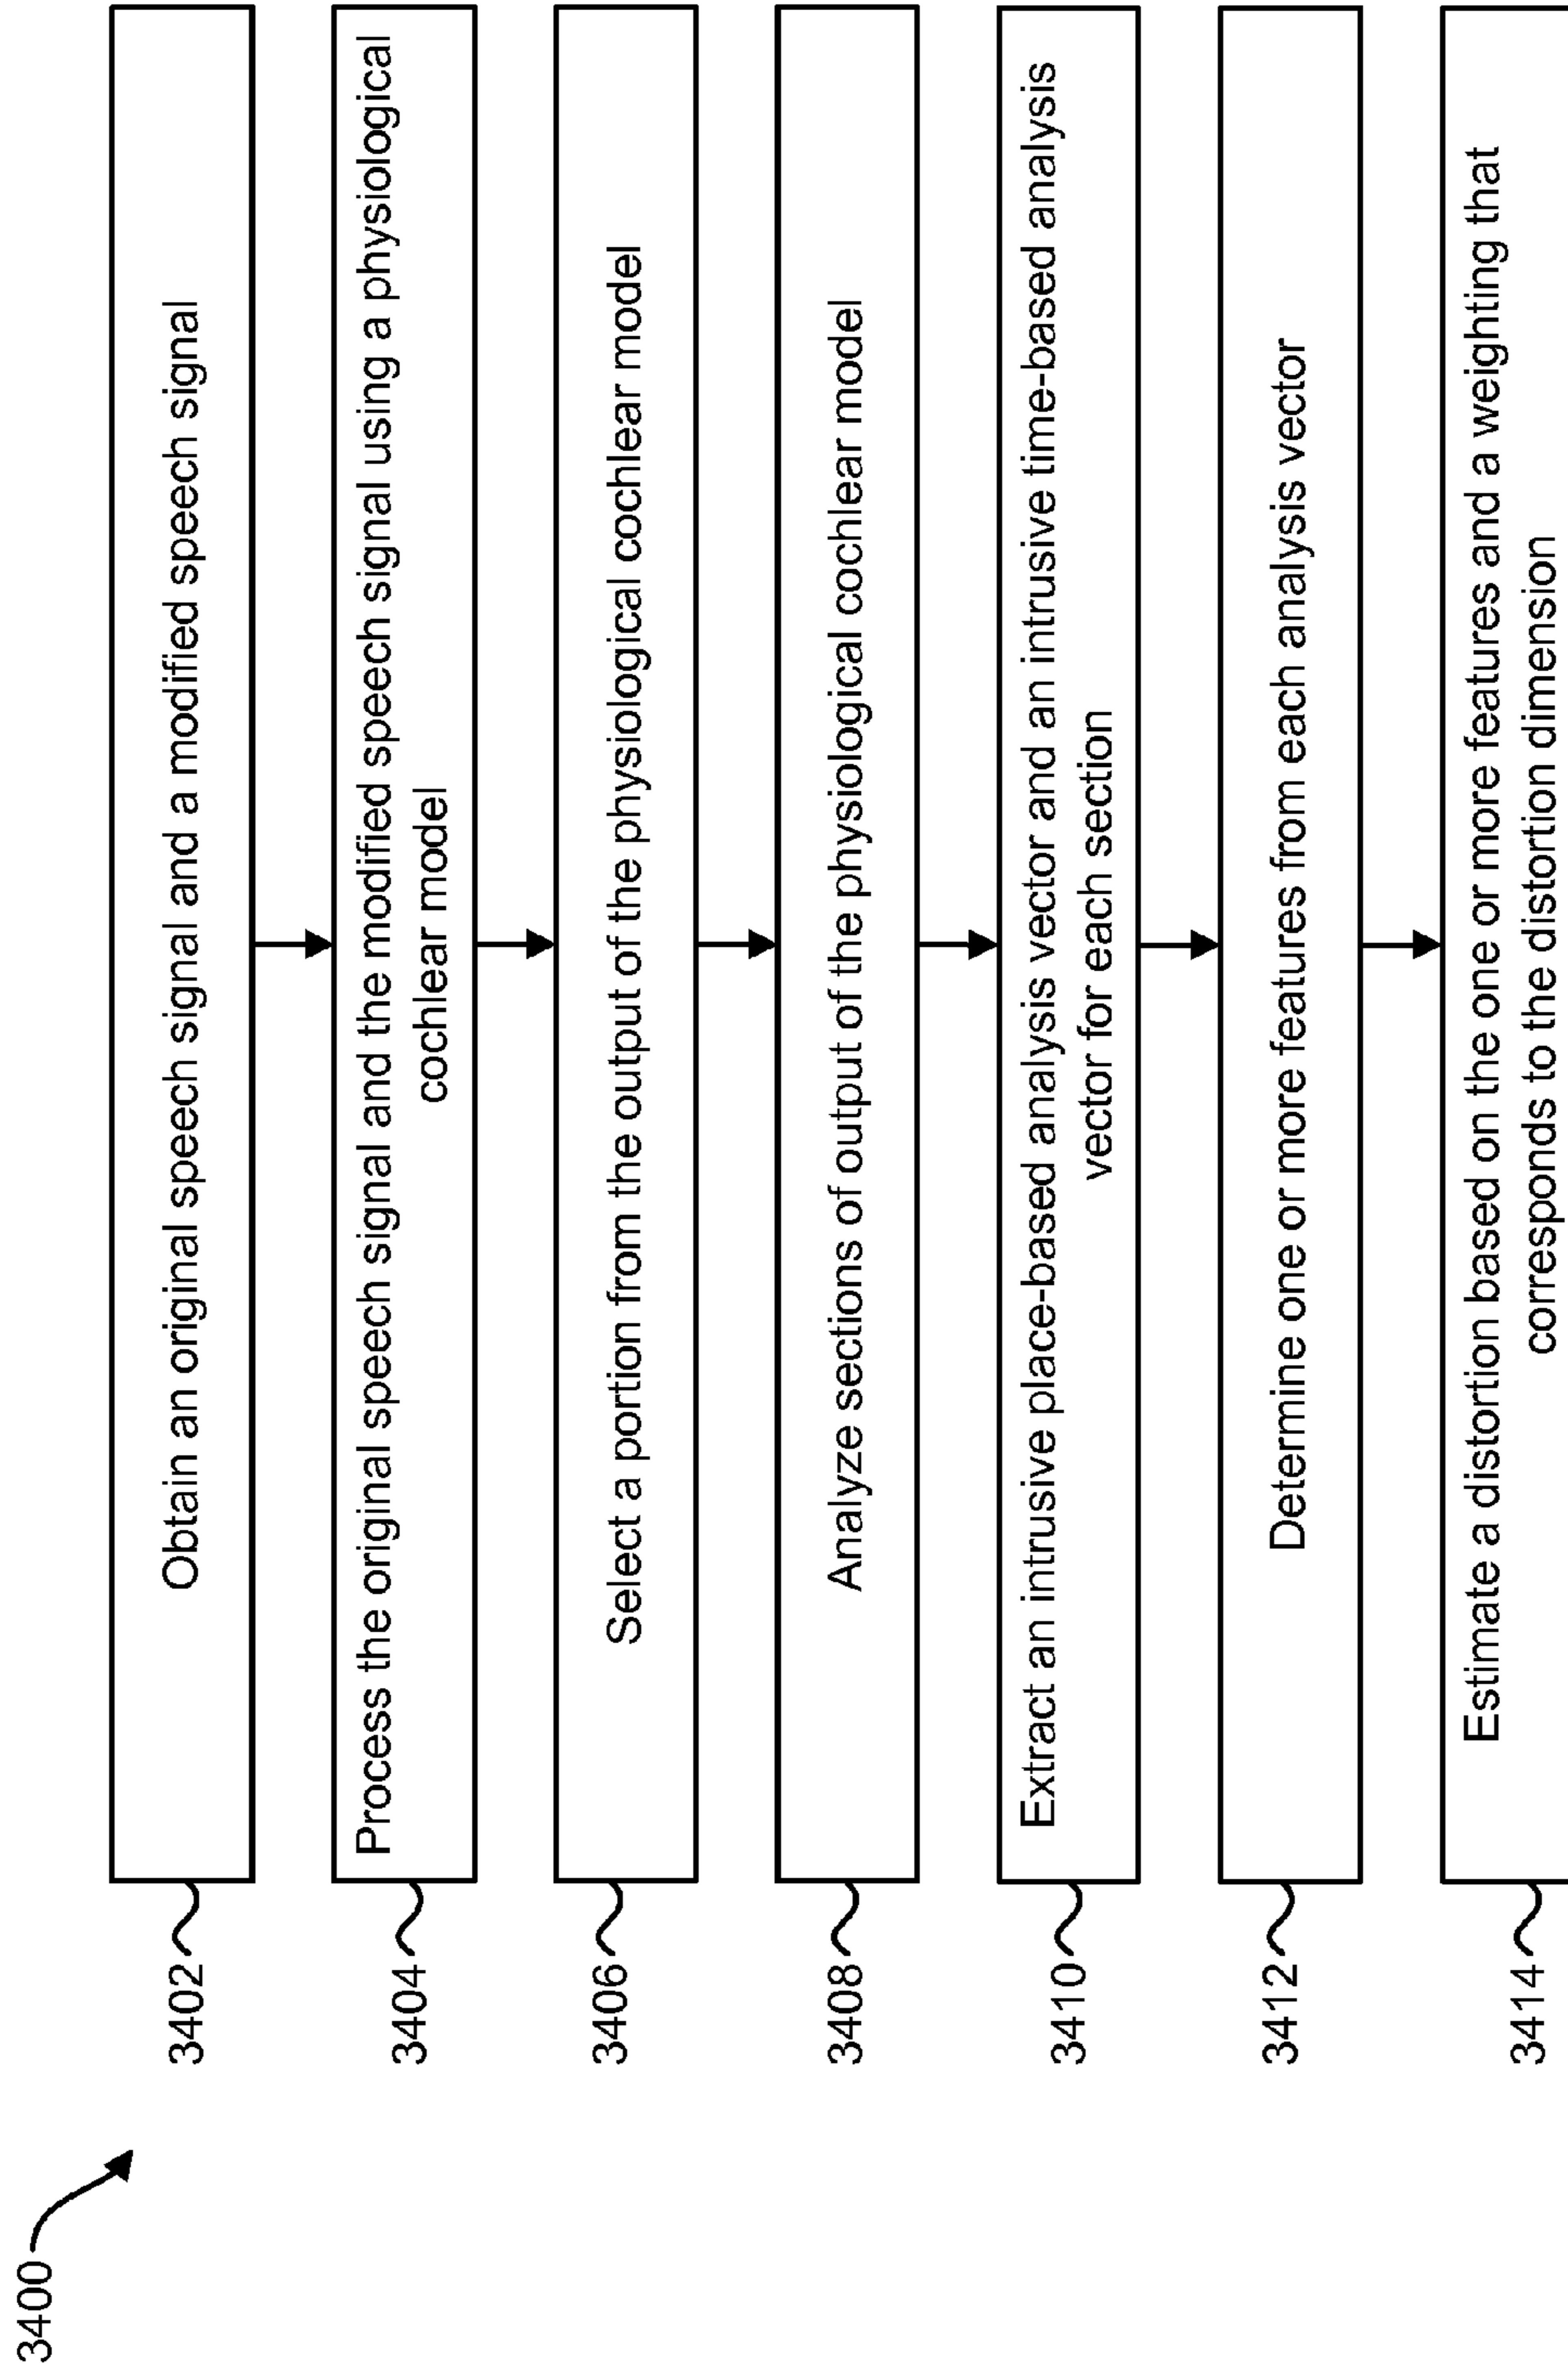 3400
3402
Obtain an original speech signal and a modified speech signal
3404
Process the original speech signal and the modified speech signal using a physiological
cochlear model
3406
Select a portion from the output of the physiological cochlear model
3408
Analyze sections of output of the physiological cochlear model
3410
Extract an intrusive place-based analysis vector and an intrusive time-based analysis
vector for each section
3412
Determine one or more features from each analysis vector
3414
Estimate a distortion based on the one or more features and a weighting that
corresponds to the distortion dimension